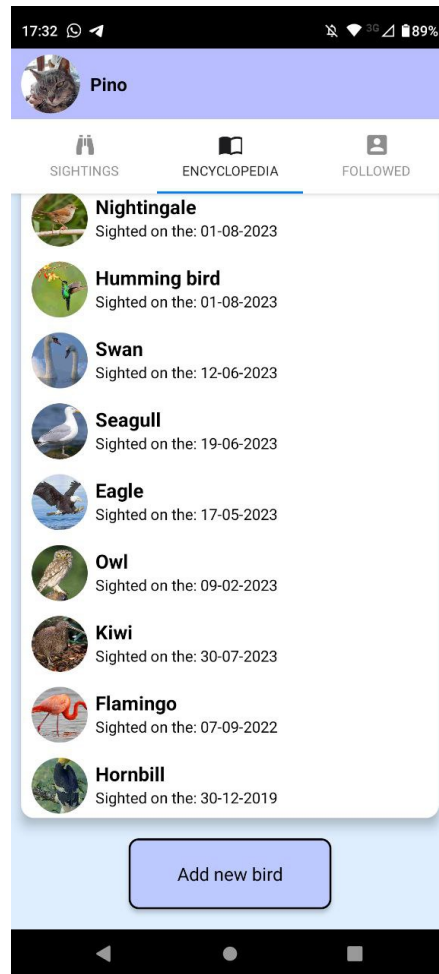 17:32 3G 89%
Pino
SIGHTINGS ENCYCLOPEDIA FOLLOWED
Nightingale
Sighted on the: 01-08-2023
Humming bird
Sighted on the: 01-08-2023
Swan
Sighted on the: 12-06-2023
Seagull
Sighted on the: 19-06-2023
Eagle
Sighted on the: 17-05-2023
Owl
Sighted on the: 09-02-2023
Kiwi
Sighted on the: 30-07-2023
Flamingo
Sighted on the: 07-09-2022
Hornbill
Sighted on the: 30-12-2019
Add new bird